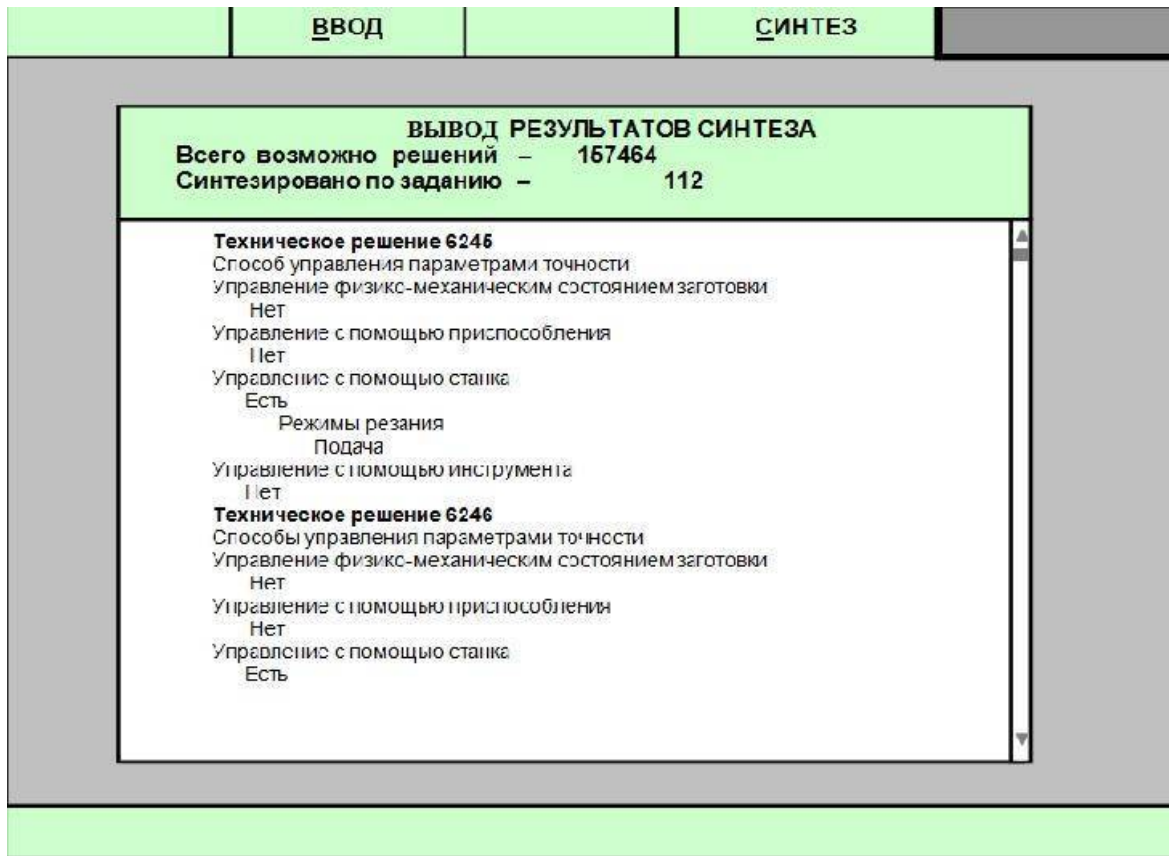 ВВОД
СИНТЕЗ
ВЫВОД РЕЗУЛЬТАТОВ СИНТЕЗА
Всего возможно решений – 157464
Синтезировано по заданию – 112
Техническое решение 6245
Способ управления параметрами точности
Управление физико-механическим состоянием заготовки
Нет
Управление с помощью приспособления
Нет
Управление с помощью станка
Есть
Режимы резания
Подача
Управление с помощью инструмента
Нет
Техническое решение 6246
Способы управления параметрами точности
Управление физико-механическим состоянием заготовки
Нет
Управление с помощью приспособления
Нет
Управление с помощью станка
Есть